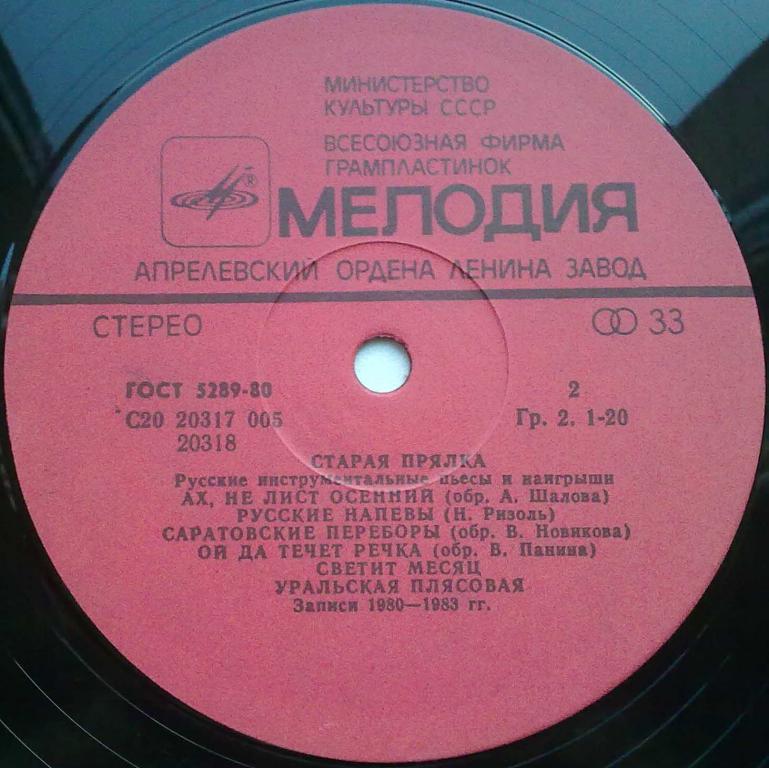 МИНИСТЕРСТВО
КУЛЬТУРЫ СССР
ВСЕСОЮЗНАЯ ФИРМА
ГРАМПЛАСТИНОК
®
МЕЛОДИЯ
АПРЕЛЕВСКИЙ ОРДЕНА ЛЕНИНА ЗАВОД
СТЕРЕО 33
ГОСТ 5289-80 2
С20 20317 005 Гр. 2. 1-20
20318
СТАРАЯ ПРЯЛКА
Русские инструментальные пьесы и наигрыши
АХ, НЕ ЛИСТ ОСЕННИЙ (обр. А. Шалова)
РУССКИЕ НАПЕВЫ (Н. Ризоль)
САРАТОВСКИЕ ПЕРЕБОРЫ (обр. В. Новикова)
ОЙ ДА ТЕЧЕТ РЕЧКА (обр. В. Панина)
СВЕТИТ МЕСЯЦ
УРАЛЬСКАЯ ПЛЯСОВАЯ
Записи 1980—1983 гг.